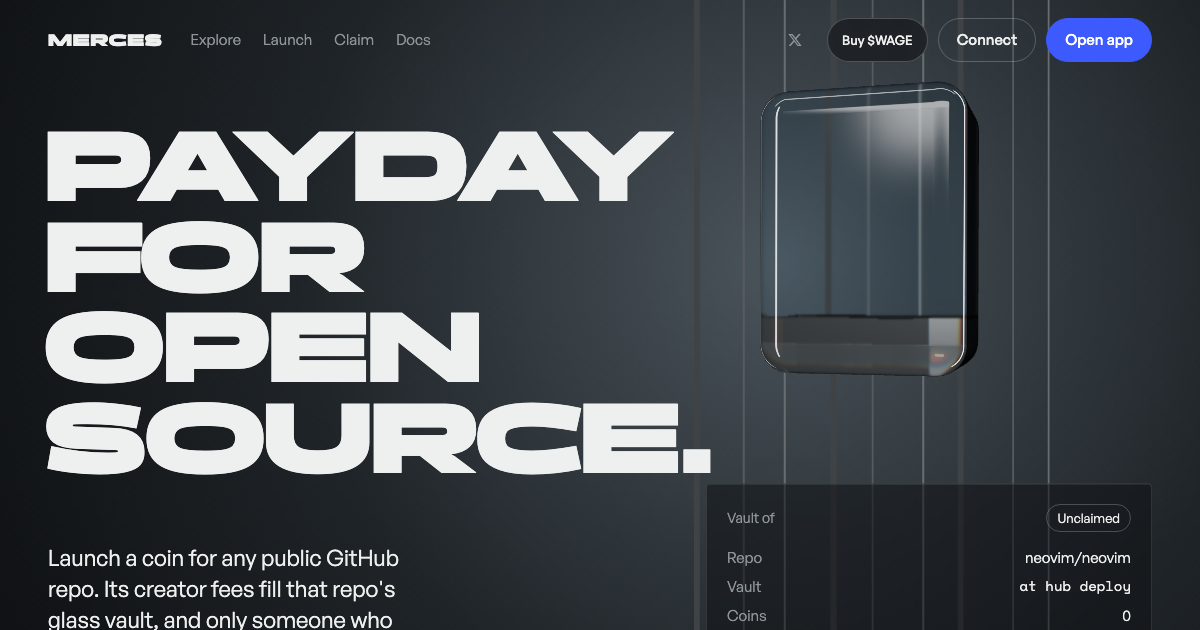 MERCES Explore Launch Claim Docs Buy $WAGE Connect Open app
PAYDAY
FOR
OPEN
SOURCE.
Launch a coin for any public GitHub
repo. Its creator fees fill that repo's
glass vault, and only someone who
Vault of Unclaimed
Repo neovim/neovim
Vault at hub deploy
Coins 0